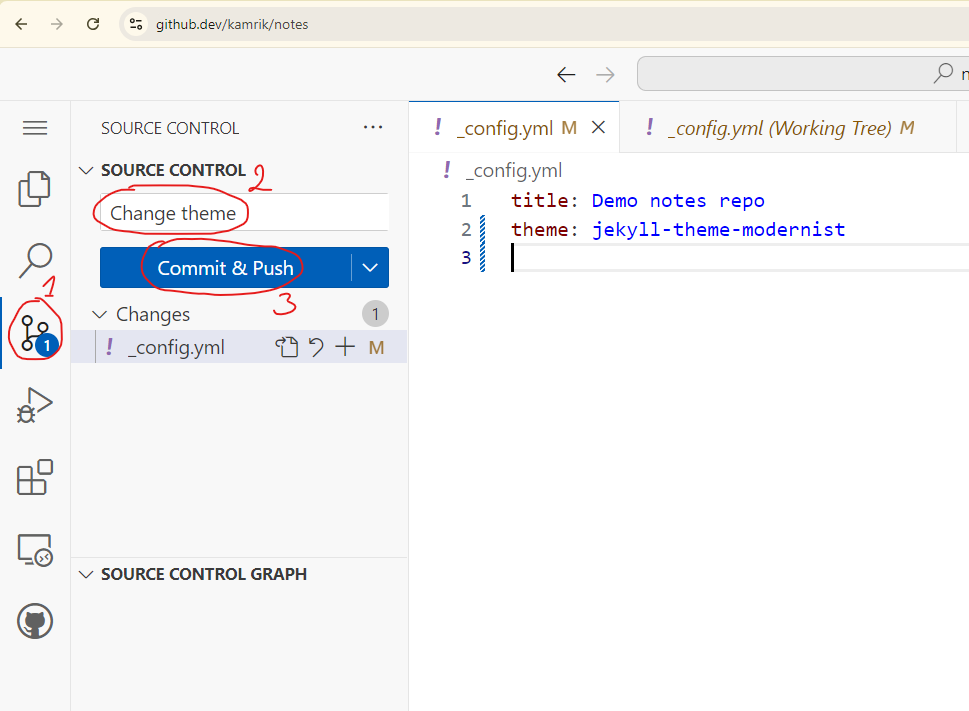 github.dev/kamrik/notes
n
SOURCE CONTROL
SOURCE CONTROL 2
Change theme
Commit & Push
3
1
1
Changes 1
! _config.yml M
SOURCE CONTROL GRAPH
! _config.yml M
! _config.yml (Working Tree) M
! _config.yml
1 title: Demo notes repo
2 theme: jekyll-theme-modernist
3